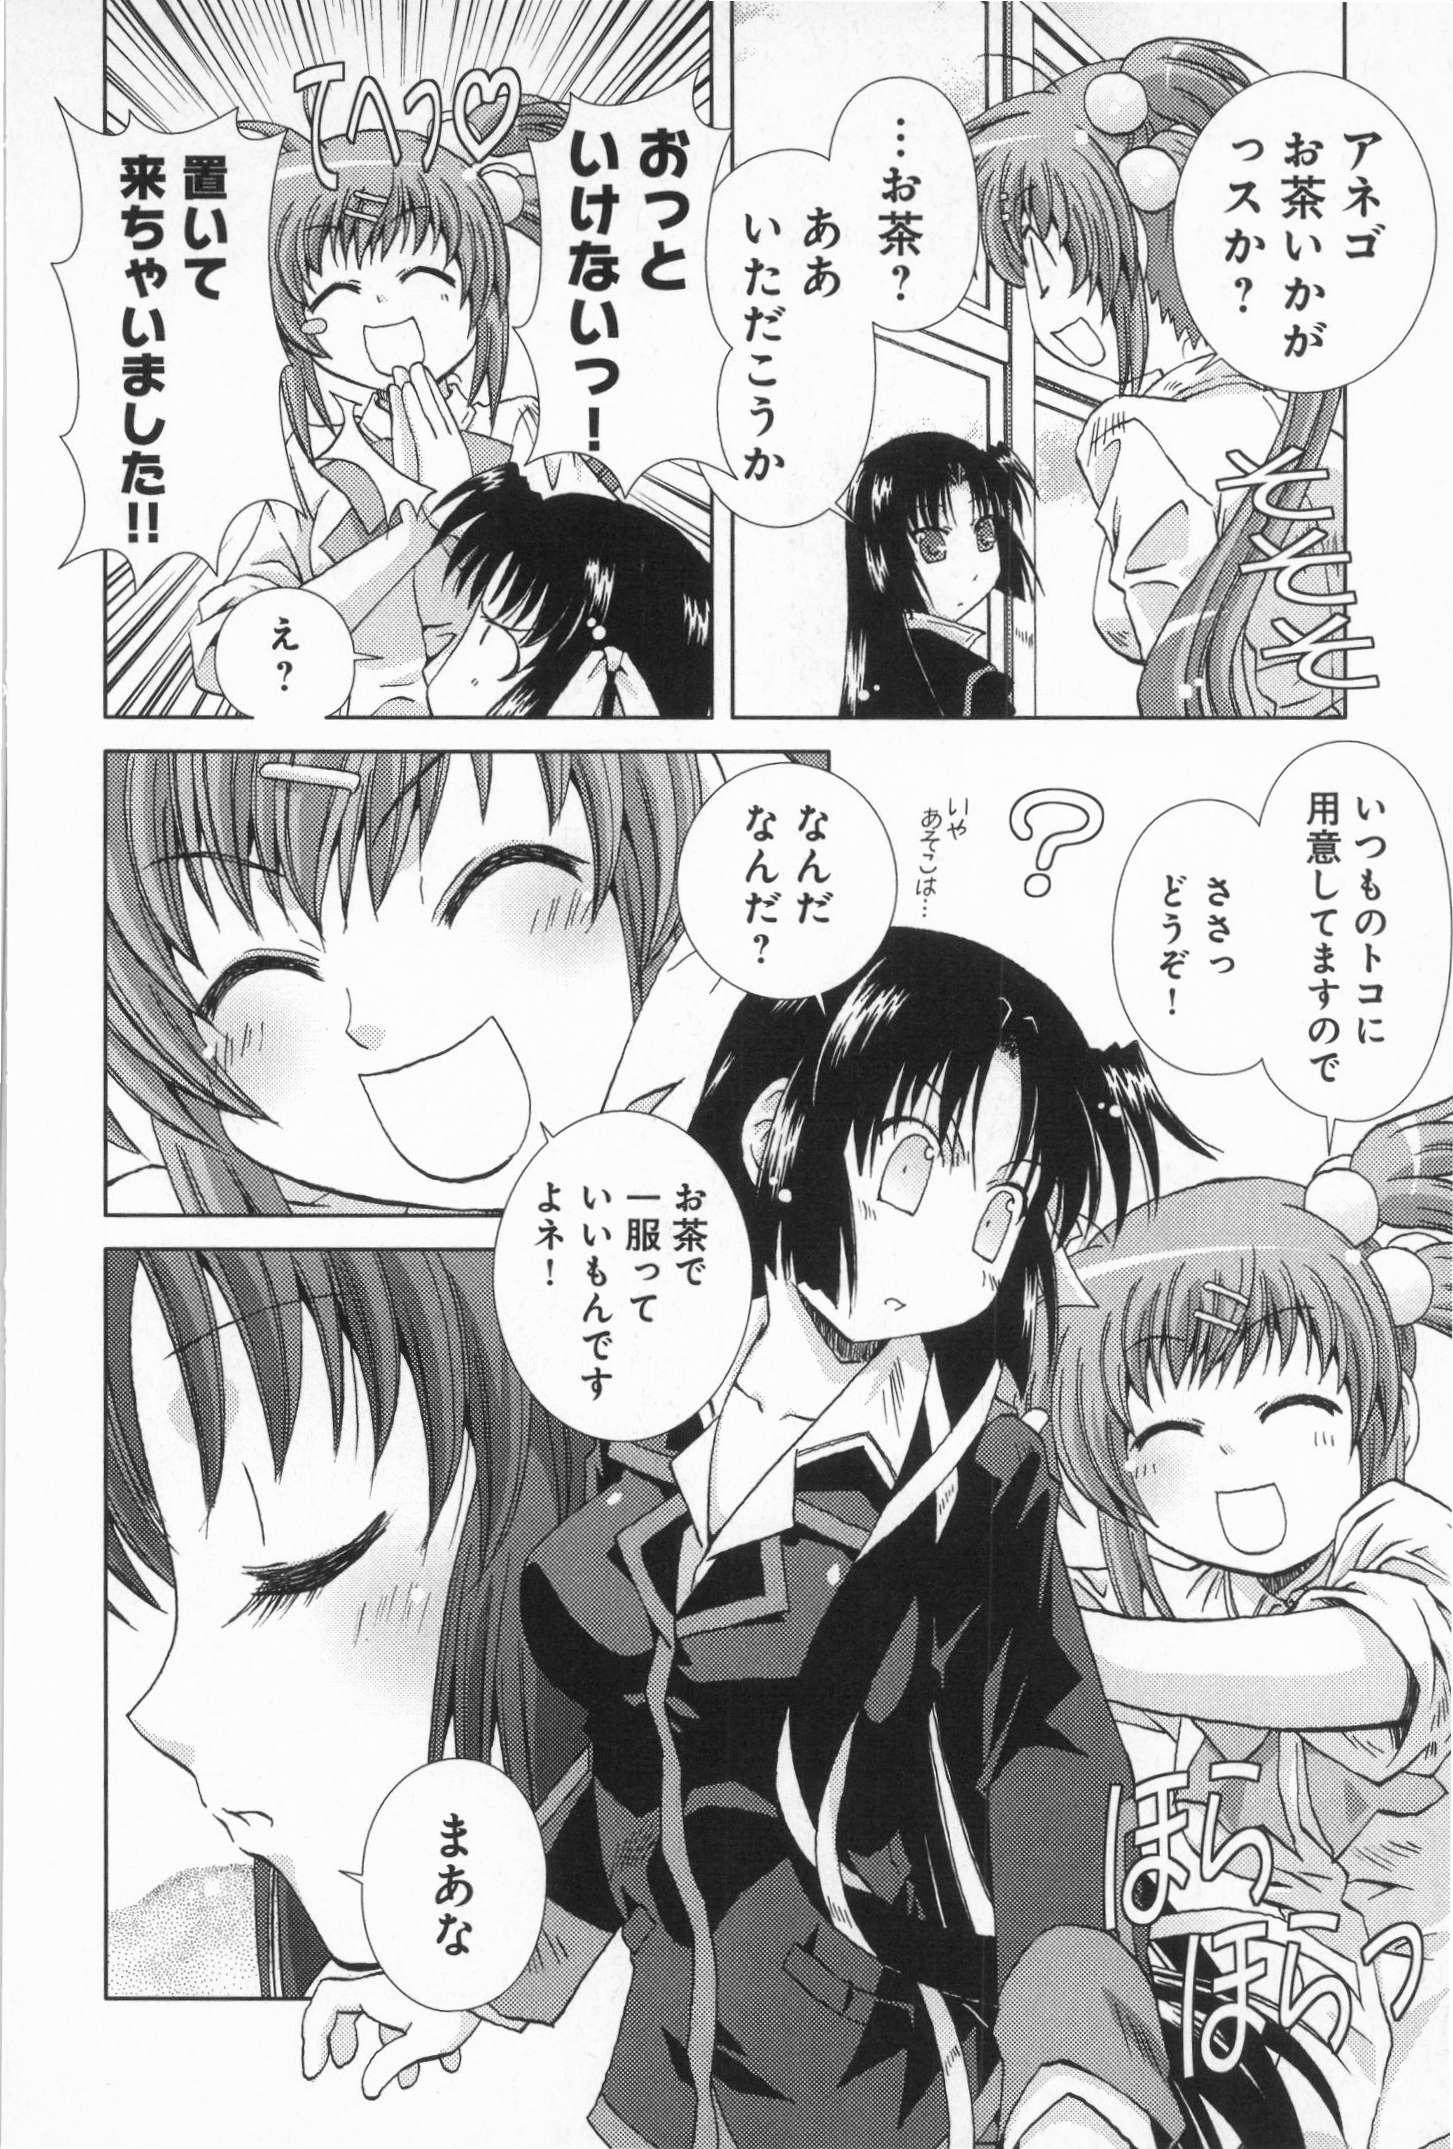 アネゴ
お茶いかが
っスか？
そそくさ
…お茶？
ああ
いただこうか
おっと
いけないっ！
てへっ♡
置いて
来ちゃいました!!
え？
いつものトコに
用意してますので
ささっ
どうぞ！
？
いや
あそこは…
なんだ
なんだ？
ほら
ほらっ
お茶で
一服って
いいもんです
よネ！
まあな